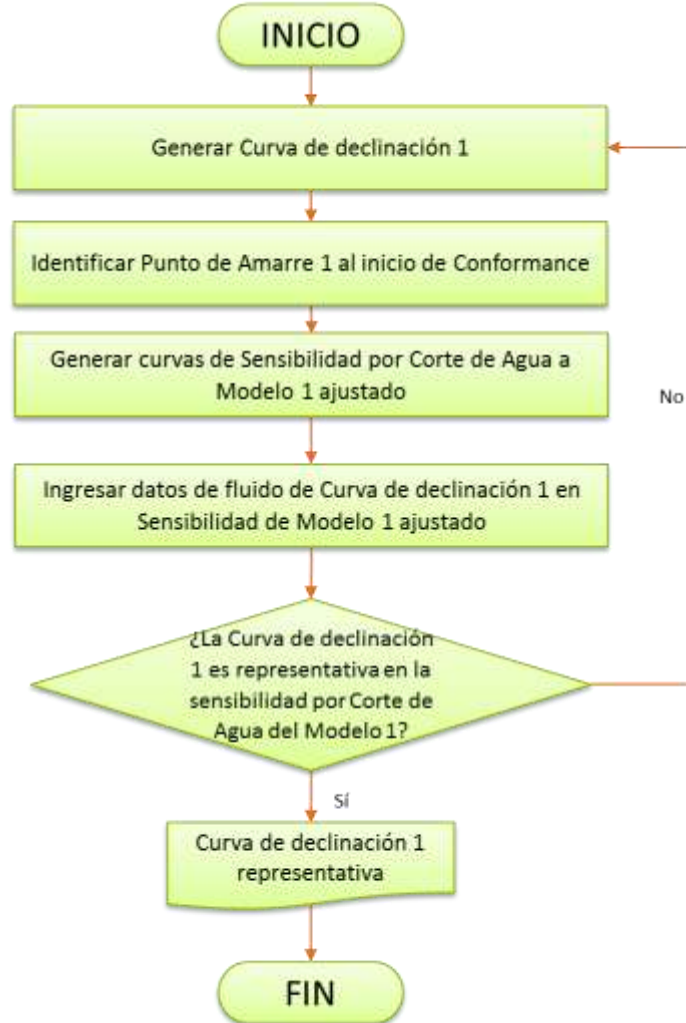 INICIO
Generar Curva de declinación 1
Identificar Punto de Amarre 1 al inicio de Conformance
Generar curvas de Sensibilidad por Corte de Agua a
Modelo 1 ajustado
No
Ingresar datos de fluido de Curva de declinación 1 en
Sensibilidad de Modelo 1 ajustado
¿La Curva de declinación
1 es representativa en la
sensibilidad por Corte de
Agua del Modelo 1?
Sí
Curva de declinación 1
representativa
FIN